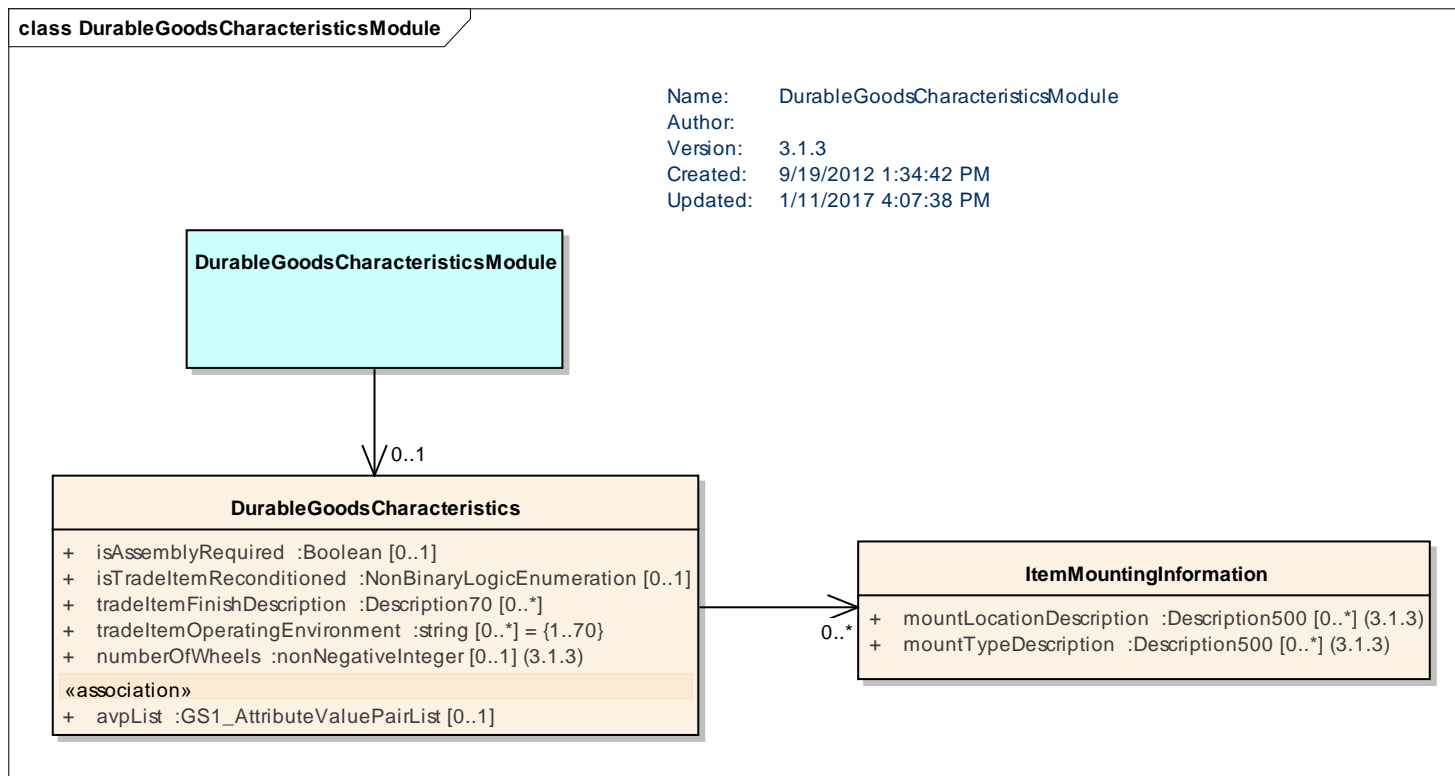 class DurableGoodsCharacteristicsModule
Name: DurableGoodsCharacteristicsModule
Author:
Version: 3.1.3
Created: 9/19/2012 1:34:42 PM
Updated: 1/11/2017 4:07:38 PM
DurableGoodsCharacteristicsModule
0..1
DurableGoodsCharacteristics
+ isAssemblyRequired :Boolean [0..1]
+ isTradeItemReconditioned :NonBinaryLogicEnumeration [0..1]
+ tradeItemFinishDescription :Description70 [0..*]
+ tradeItemOperatingEnvironment :string [0..*] = {1..70}
+ numberOfWheels :nonNegativeInteger [0..1] (3.1.3)
«association»
+ avpList :GS1_AttributeValuePairList [0..1]
0..*
ItemMountingInformation
+ mountLocationDescription :Description500 [0..*] (3.1.3)
+ mountTypeDescription :Description500 [0..*] (3.1.3)